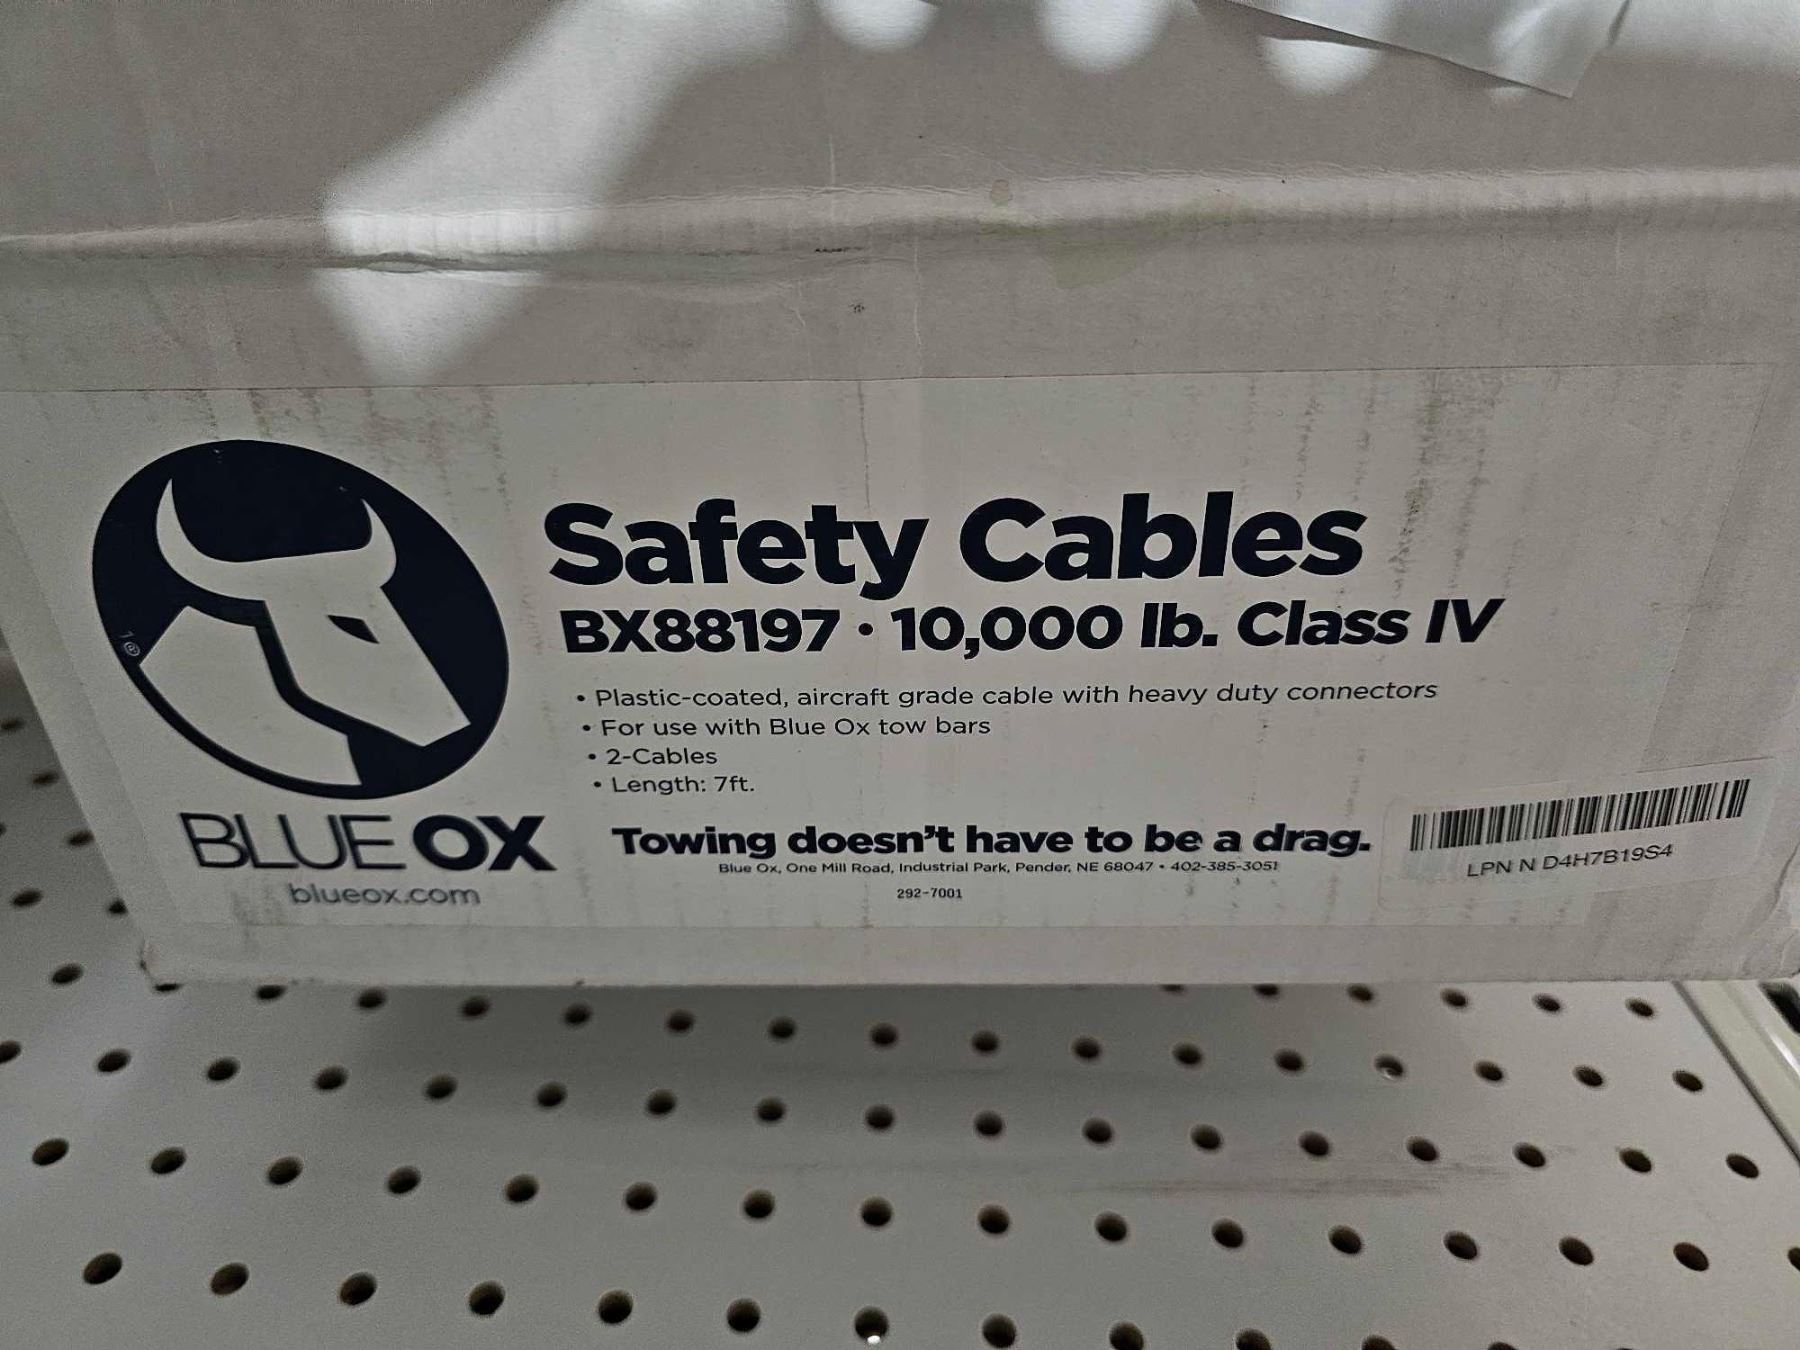 Safety Cables
BX88197 • 10,000 lb. Class IV
• Plastic-coated, aircraft grade cable with heavy duty connectors
• For use with Blue Ox tow bars
• 2-Cables
• Length: 7ft.
®
BLUE OX
blueox.com
Towing doesn't have to be a drag.
Blue Ox, One Mill Road, Industrial Park, Pender, NE 68047 • 402-385-3051
292-7001
LPN N D4H7B19S4